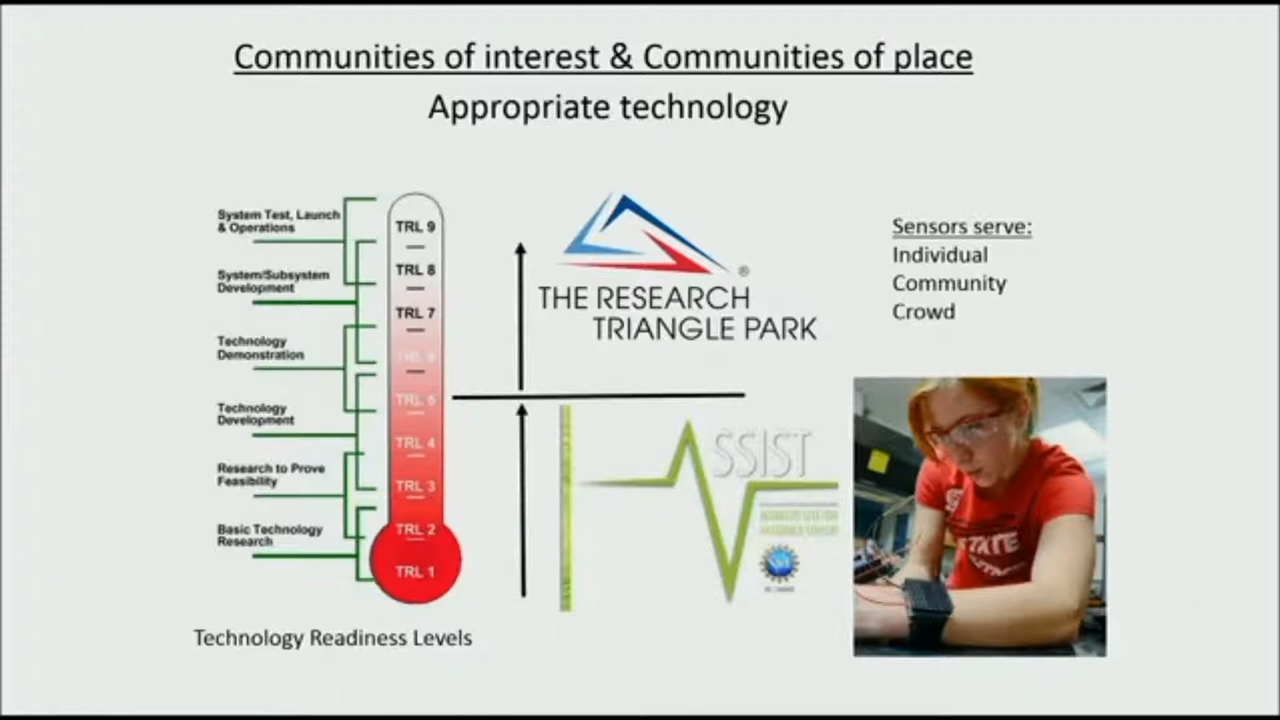 Communities of interest & Communities of place
Appropriate technology
System Test, Launch
& Operations
System/Subsystem
Development
Technology
Demonstration
Technology
Development
Research to Prove
Feasibility
Basic Technology
Research
TRL 9
TRL 8
TRL 7
TRL 6
TRL 5
TRL 4
TRL 3
TRL 2
TRL 1
Technology Readiness Levels
THE RESEARCH
TRIANGLE PARK
®
SSIST
Sensors serve:
Individual
Community
Crowd
STATE